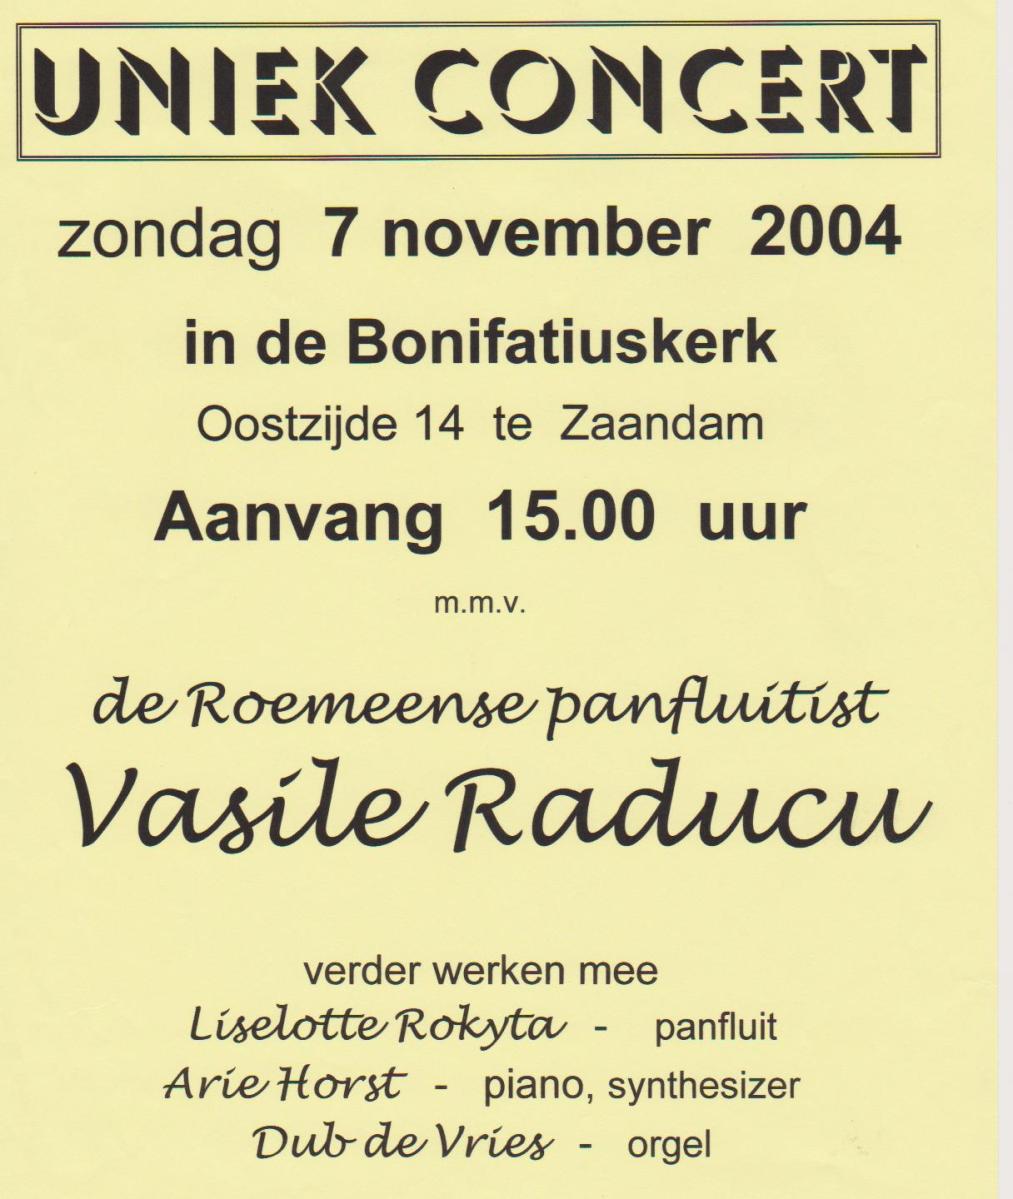 UNIEK CONCERT
zondag 7 november 2004
in de Bonifatiuskerk
Oostzijde 14 te Zaandam
Aanvang 15.00 uur
m.m.v.
de Roemeense panfluitist
Vasile Raducu
verder werken mee
Liselotte Rokyta - panfluit
Arie Horst - piano, synthesizer
Dub de Vries - orgel